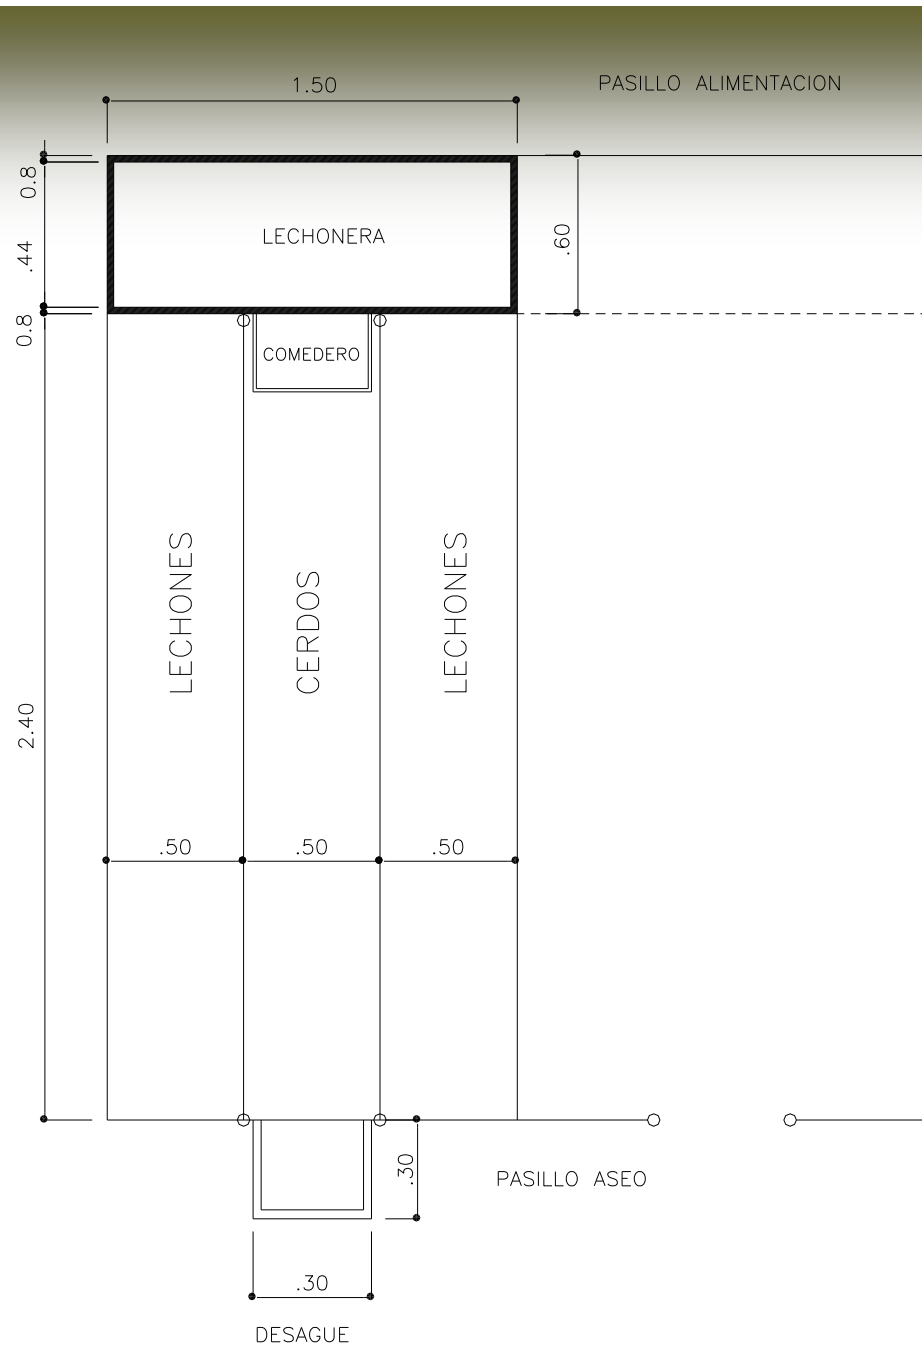 1.50
PASILLO ALIMENTACION
0.8
.44
0.8
LECHONERA
.60
COMEDERO
LECHONES
CERDOS
LECHONES
2.40
.50
.50
.50
.30
PASILLO ASEO
.30
DESAGUE